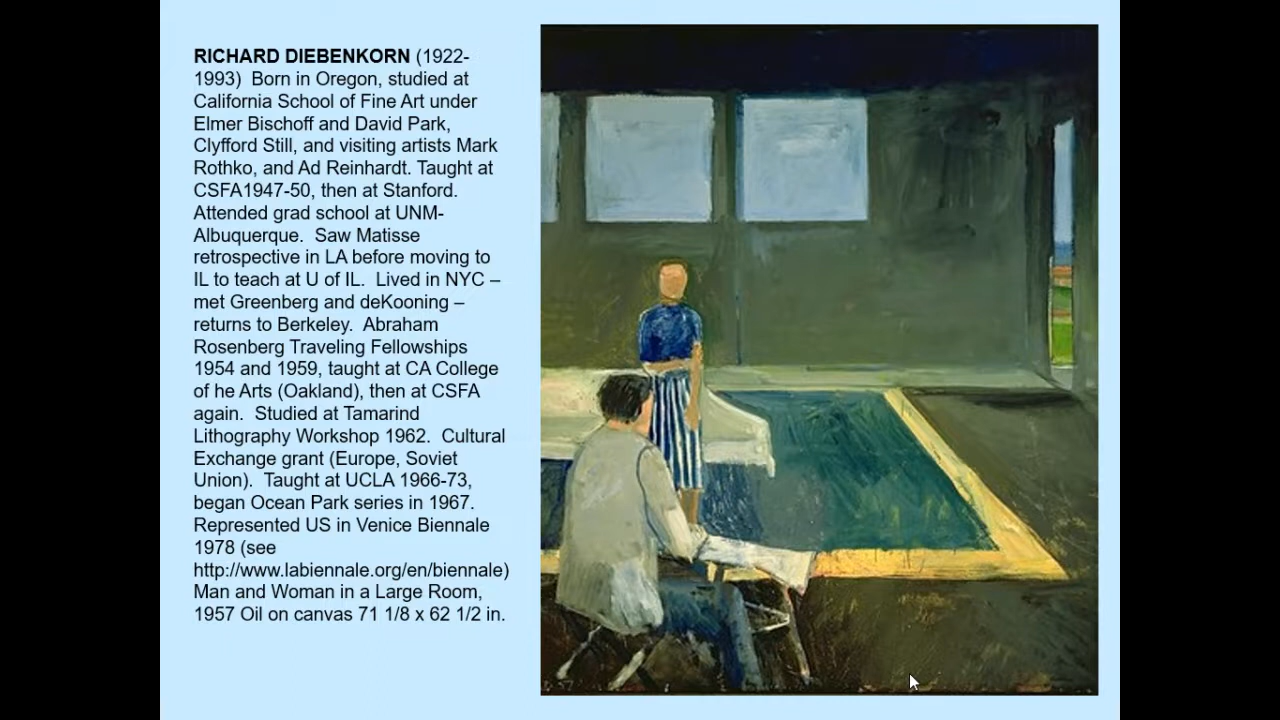 RICHARD DIEBENKORN (1922-
1993)  Born in Oregon, studied at
California School of Fine Art under
Elmer Bischoff and David Park,
Clyfford Still, and visiting artists Mark
Rothko, and Ad Reinhardt. Taught at
CSFA1947-50, then at Stanford.
Attended grad school at UNM-
Albuquerque.  Saw Matisse
retrospective in LA before moving to
IL to teach at U of IL.  Lived in NYC –
met Greenberg and deKooning –
returns to Berkeley.  Abraham
Rosenberg Traveling Fellowships
1954 and 1959, taught at CA College
of he Arts (Oakland), then at CSFA
again.  Studied at Tamarind
Lithography Workshop 1962.  Cultural
Exchange grant (Europe, Soviet
Union).  Taught at UCLA 1966-73,
began Ocean Park series in 1967.
Represented US in Venice Biennale
1978 (see
http://www.labiennale.org/en/biennale)
Man and Woman in a Large Room,
1957 Oil on canvas 71 1/8 x 62 1/2 in.